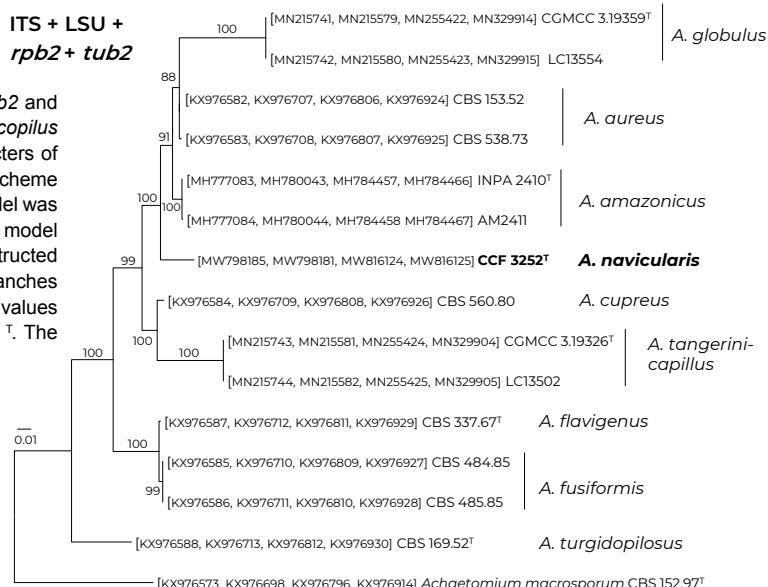 ITS + LSU +
rpb2 + tub2
b2 and
copilus
ters of
cheme
del was
model
tructed
anches
values
ᵀ. The
100
[MN215741, MN215579, MN255422, MN329914] CGMCC 3.19359ᵀ
A. globulus
[MN215742, MN215580, MN255423, MN329915] LC13554
88
[KX976582, KX976707, KX976806, KX976924] CBS 153.52
A. aureus
91
[KX976583, KX976708, KX976807, KX976925] CBS 538.73
[MH777083, MH780043, MH784457, MH784466] INPA 2410ᵀ
A. amazonicus
100
100
[MH777084, MH780044, MH784458 MH784467] AM2411
99
[MW798185, MW798181, MW816124, MW816125] CCF 3252ᵀ
A. navicularis
[KX976584, KX976709, KX976808, KX976926] CBS 560.80
A. cupreus
100
[MN215743, MN215581, MN255424, MN329904] CGMCC 3.19326ᵀ
A. tangerini-
capillus
100
100
[MN215744, MN215582, MN255425, MN329905] LC13502
[KX976587, KX976712, KX976811, KX976929] CBS 337.67ᵀ
A. flavigenus
0.01
100
[KX976585, KX976710, KX976809, KX976927] CBS 484.85
A. fusiformis
99
[KX976586, KX976711, KX976810, KX976928] CBS 485.85
[KX976588, KX976713, KX976812, KX976930] CBS 169.52ᵀ
A. turgidopilosus
[KX976573, KX976698, KX976796, KX976914] Achaetomium macrosporum CBS 152.97ᵀ